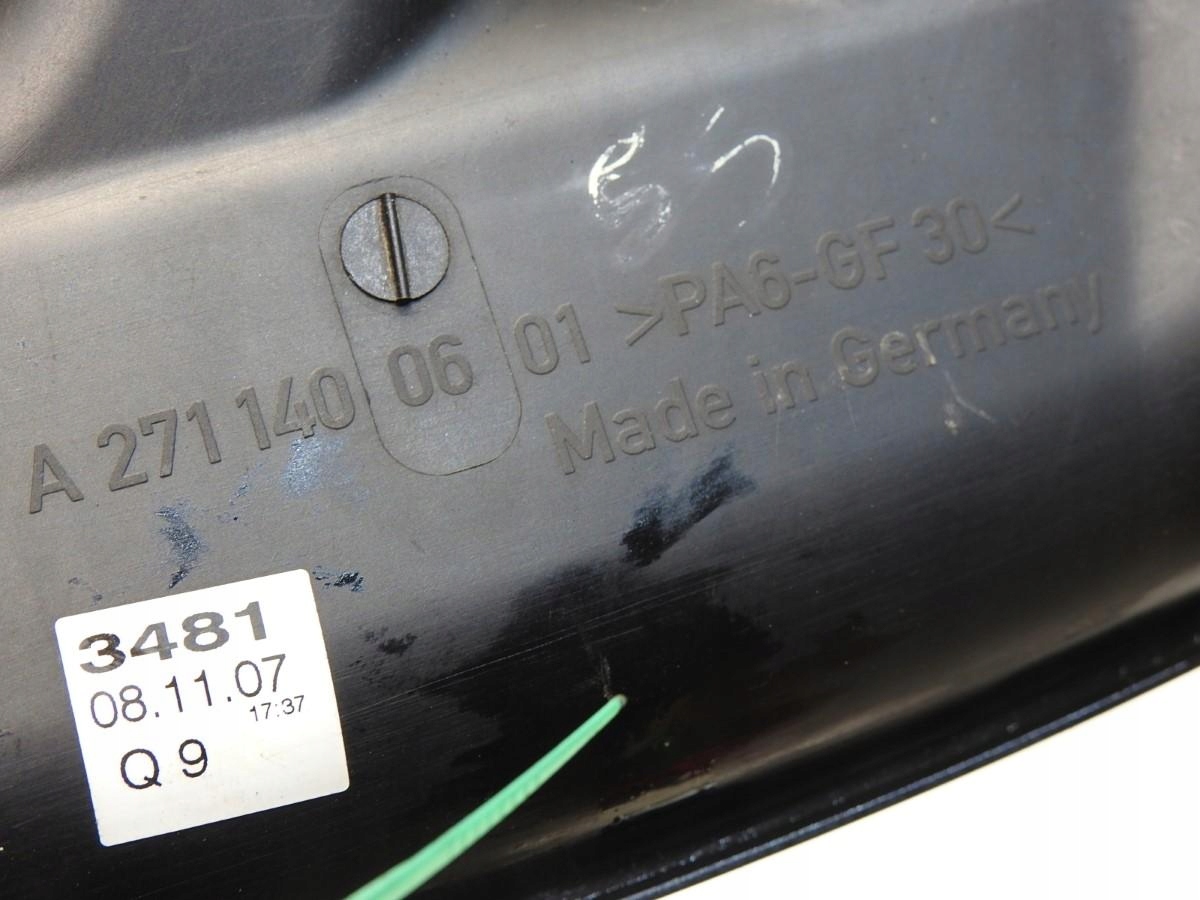 A 271 140 06 01 >PA6-GF 30<
Made in Germany
3481
08.11.07
17:37
Q 9